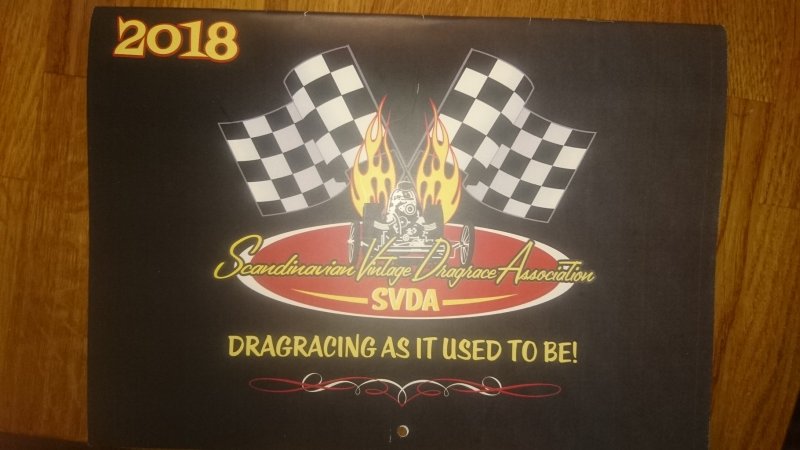 2018
Scandinavian Vintage Dragrace Association
SVDA
DRAGRACING AS IT USED TO BE!